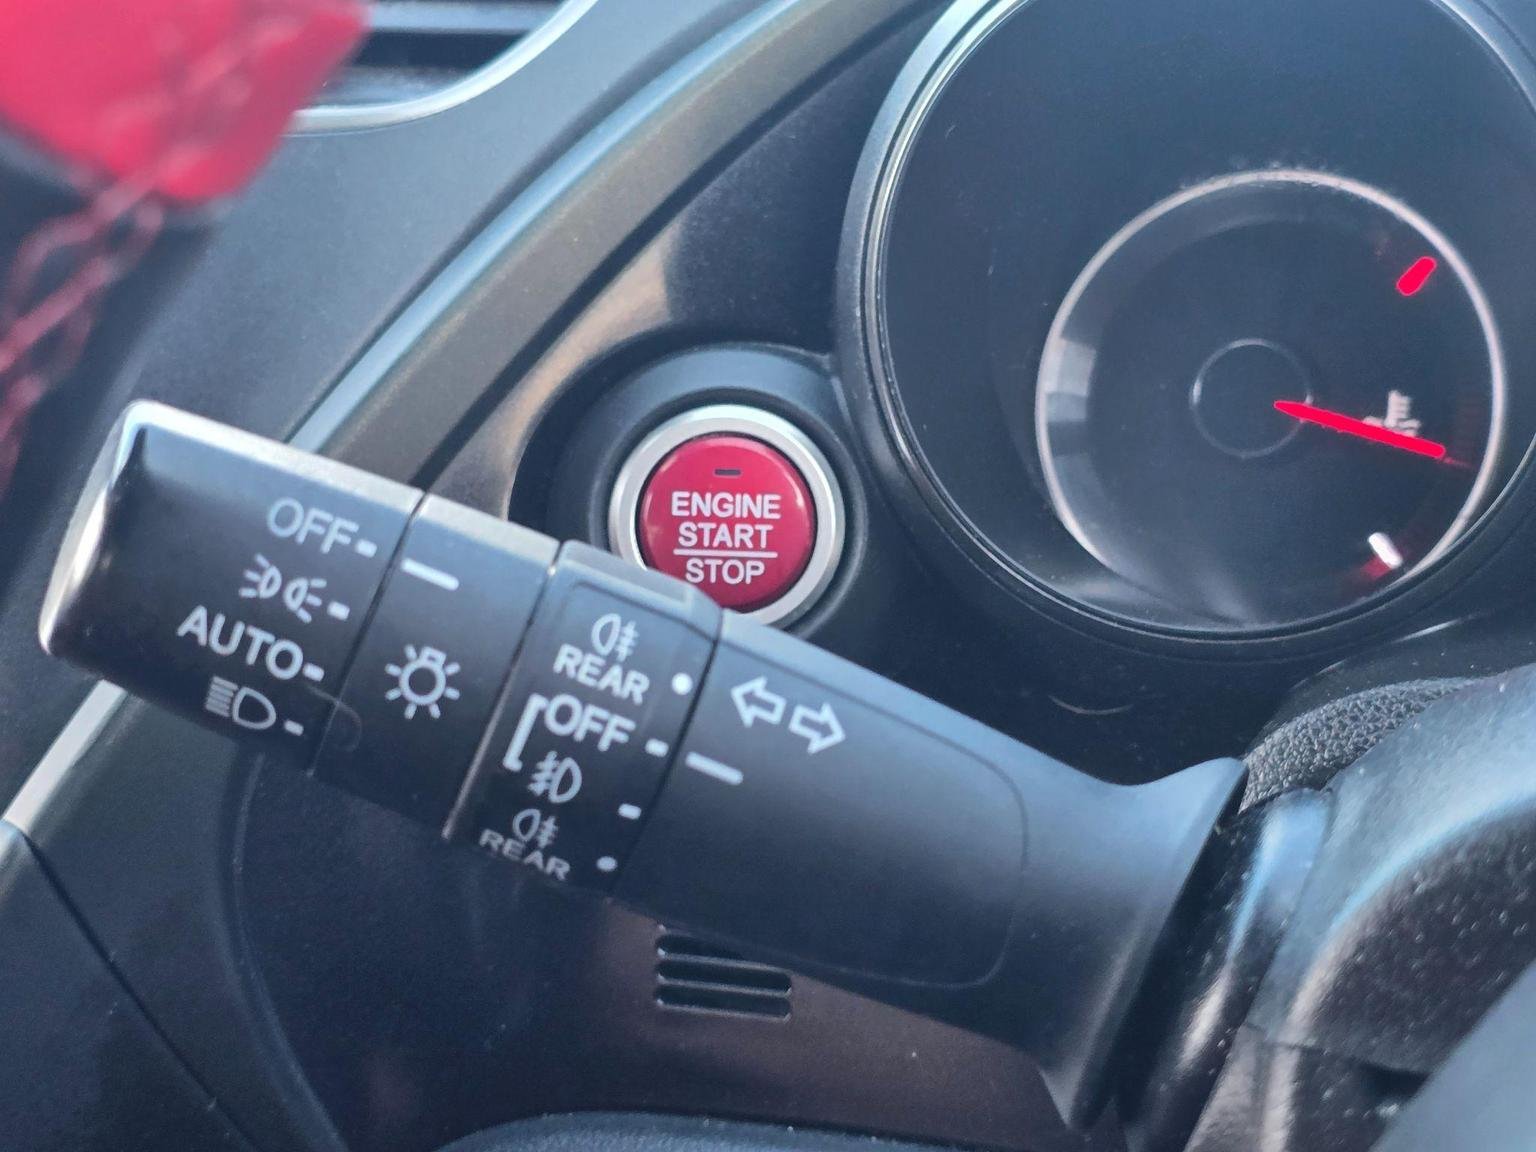 ENGINE
START
STOP
OFF
AUTO
REAR
OFF
REAR